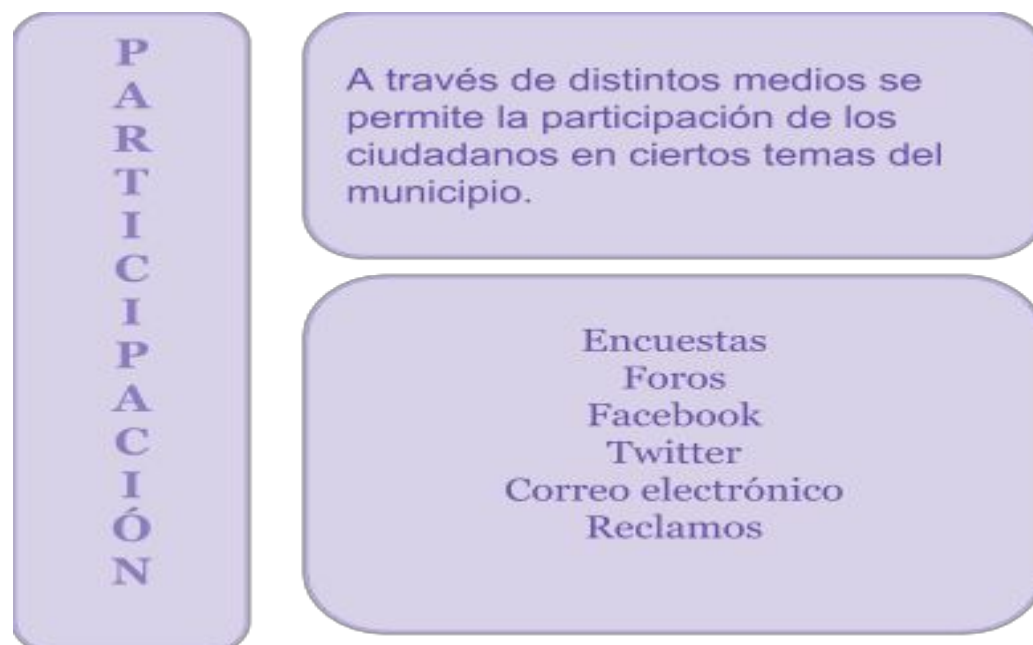 PARTICIPACIÓN
A través de distintos medios se
permite la participación de los
ciudadanos en ciertos temas del
municipio.
Encuestas
Foros
Facebook
Twitter
Correo electrónico
Reclamos